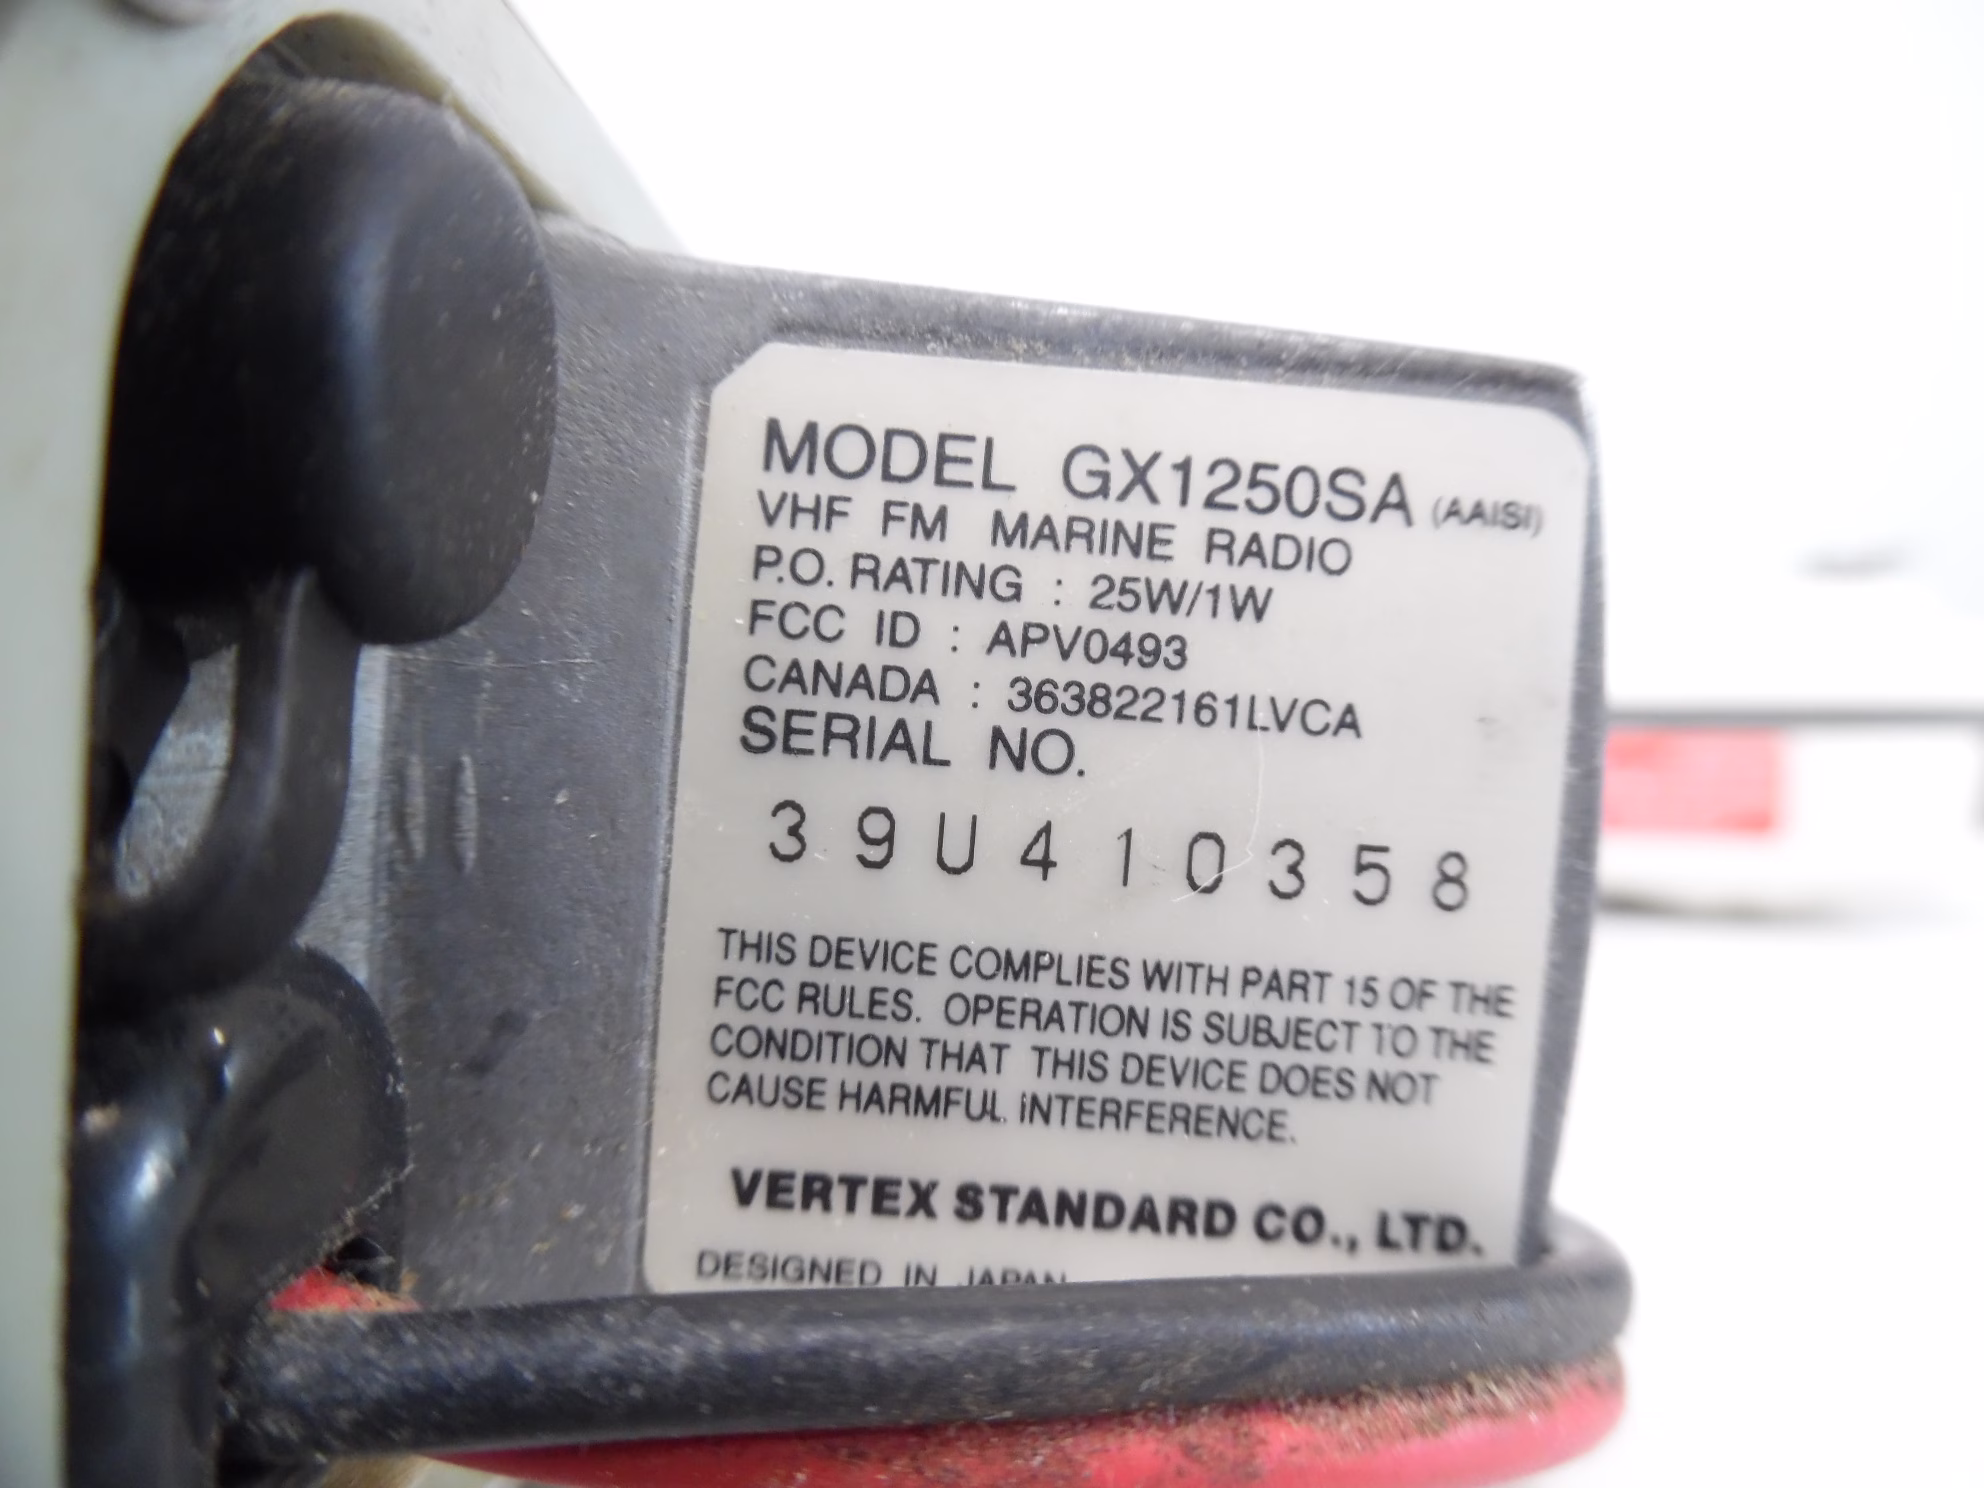 MODEL GX1250SA (AAISI)
VHF FM MARINE RADIO
P.O. RATING : 25W/1W
FCC ID : APV0493
CANADA : 363822161LVCA
SERIAL NO.
39U410358
THIS DEVICE COMPLIES WITH PART 15 OF THE
FCC RULES. OPERATION IS SUBJECT TO THE
CONDITION THAT THIS DEVICE DOES NOT
CAUSE HARMFUL INTERFERENCE.
VERTEX STANDARD CO., LTD.
DESIGNED IN JAPAN